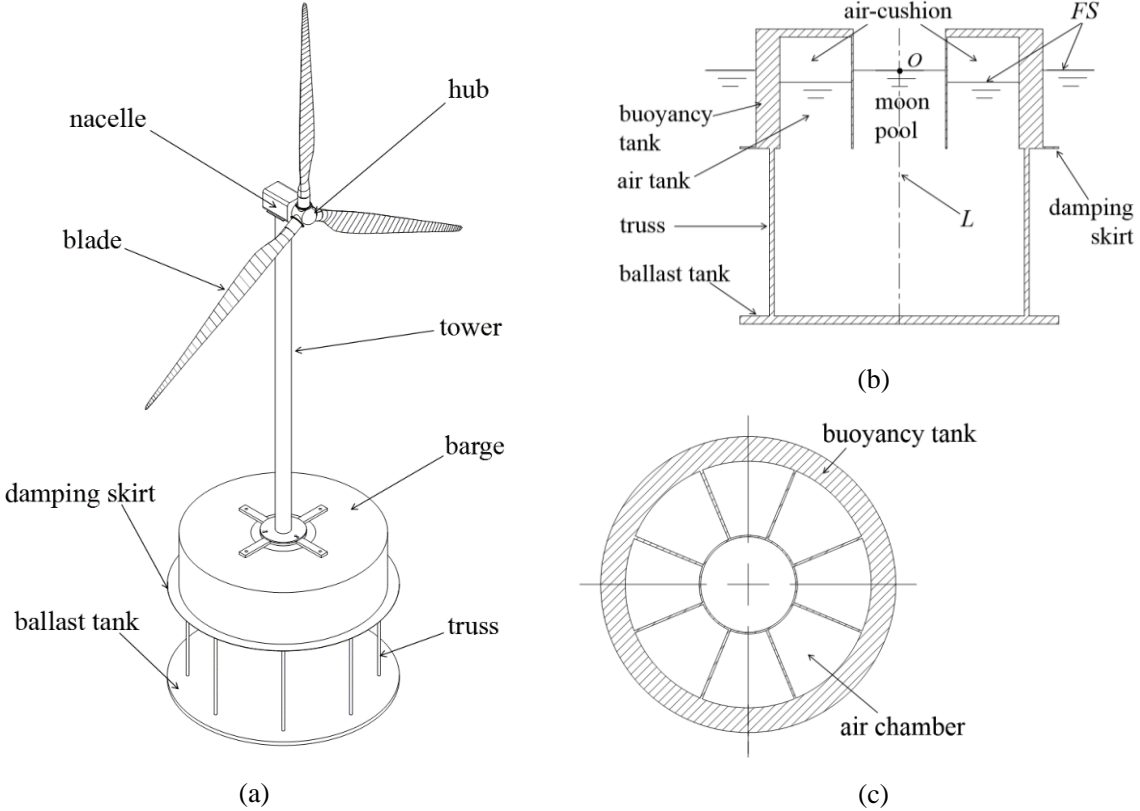 nacelle
hub
blade
tower
barge
damping skirt
ballast tank
truss
(a)
air-cushion
FS
O
buoyancy
tank
moon
pool
air tank
truss
L
damping
skirt
ballast tank
(b)
buoyancy tank
air chamber
(c)